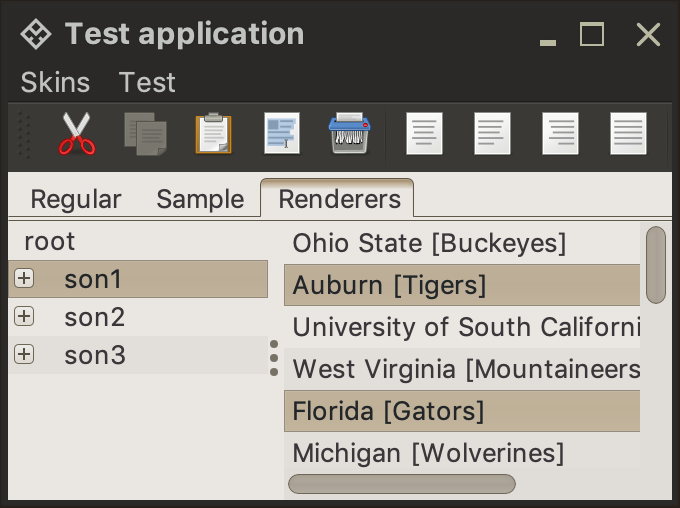 Test application
Skins Test
Regular Sample Renderers
root
son1
son2
son3
Ohio State [Buckeyes]
Auburn [Tigers]
University of South Californi
West Virginia [Mountaineers
Florida [Gators]
Michigan [Wolverines]